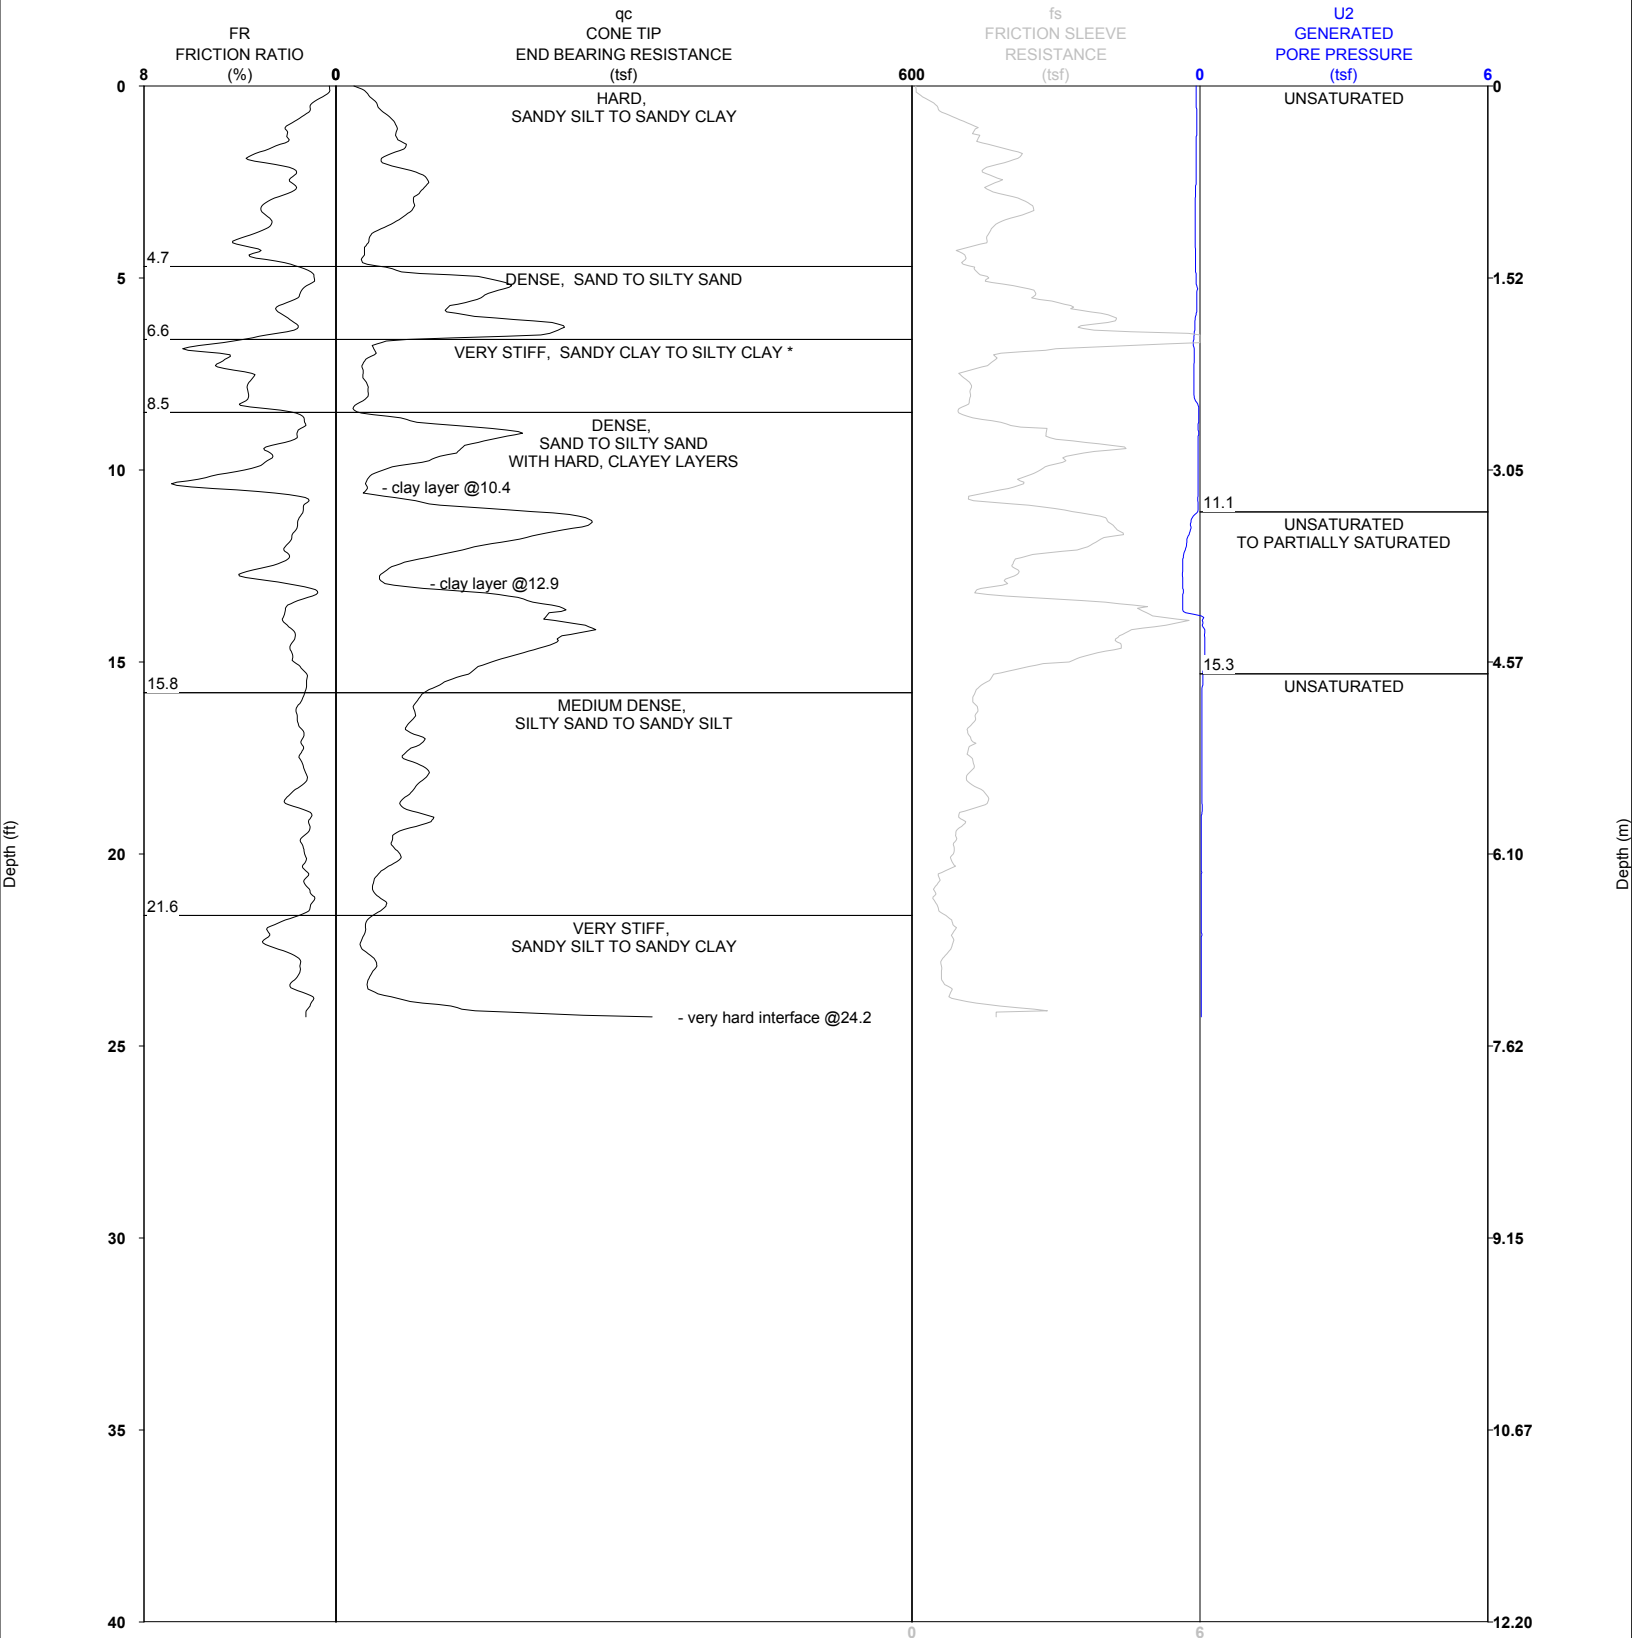 FR
FRICTION RATIO
(%)
qc
CONE TIP
END BEARING RESISTANCE
(tsf)
fs
FRICTION SLEEVE
RESISTANCE
(tsf)
U2
GENERATED
PORE PRESSURE
(tsf)
8
0
600
0
6
0
0
HARD,
SANDY SILT TO SANDY CLAY
UNSATURATED
4.7
5
DENSE, SAND TO SILTY SAND
1.52
6.6
VERY STIFF, SANDY CLAY TO SILTY CLAY *
8.5
DENSE,
SAND TO SILTY SAND
WITH HARD, CLAYEY LAYERS
10
3.05
- clay layer @10.4
11.1
UNSATURATED
TO PARTIALLY SATURATED
- clay layer @12.9
15
4.57
15.3
UNSATURATED
15.8
MEDIUM DENSE,
SILTY SAND TO SANDY SILT
Depth (ft)
20
6.10
Depth (m)
21.6
VERY STIFF,
SANDY SILT TO SANDY CLAY
- very hard interface @24.2
25
7.62
30
9.15
35
10.67
40
12.20
0
6